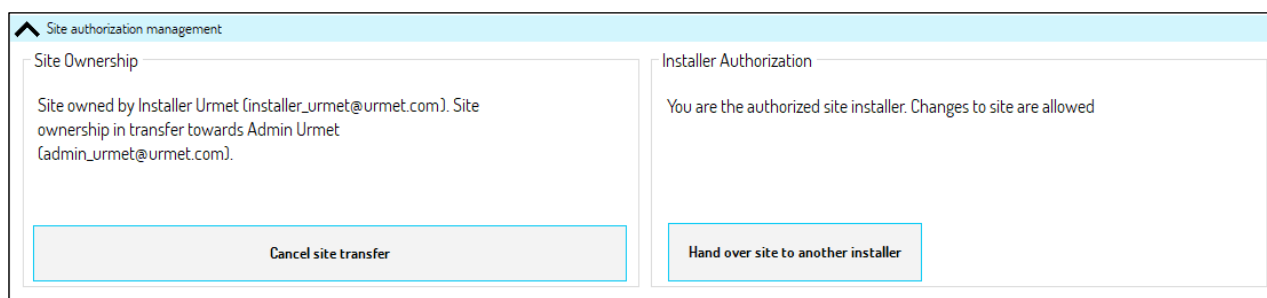 Site authorization management
Site Ownership
Site owned by Installer Urmet (installer_urmet@urmet.com). Site
ownership in transfer towards Admin Urmet
(admin_urmet@urmet.com).
Cancel site transfer
Installer Authorization
You are the authorized site installer. Changes to site are allowed
Hand over site to another installer